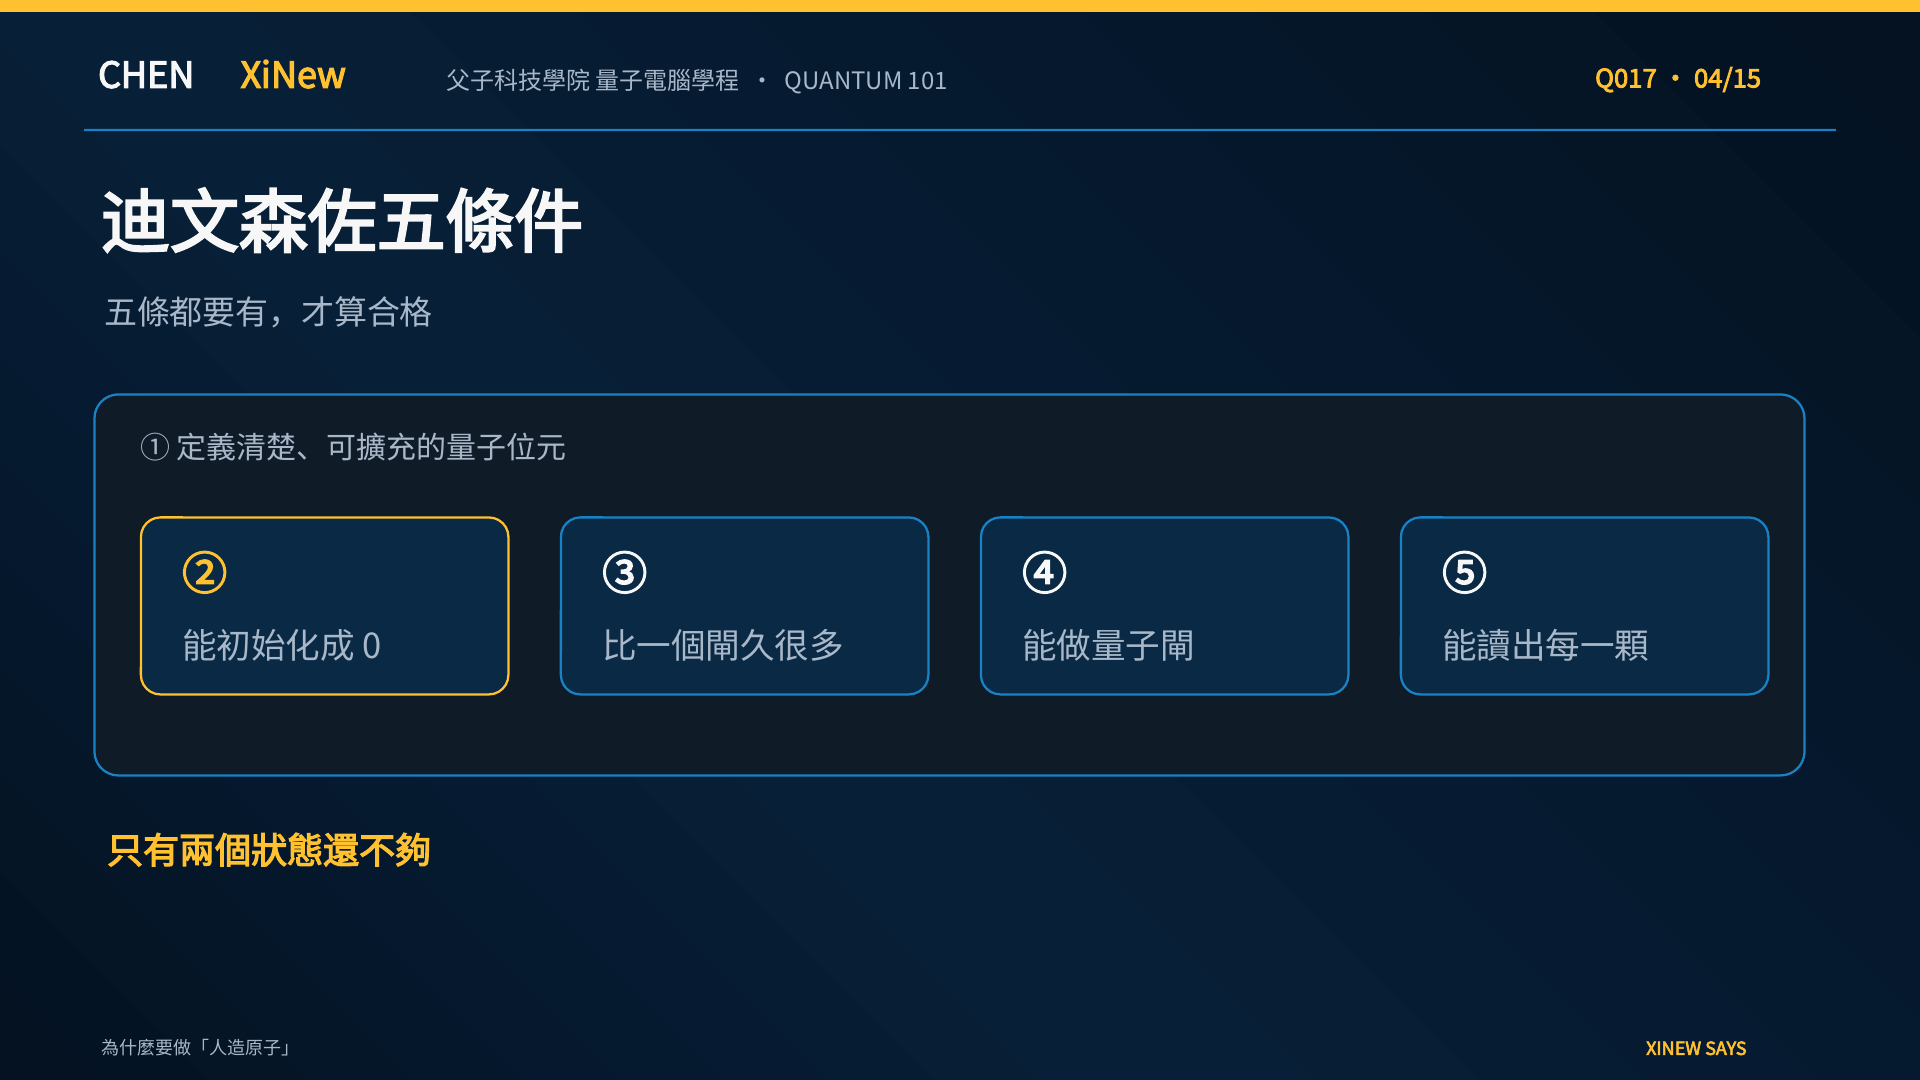 CHEN XiNew 父子科技學院 量子電腦學程 · QUANTUM 101 Q017 · 04/15
迪文森佐五條件
五條都要有，才算合格
① 定義清楚、可擴充的量子位元
② ③ ④ ⑤
能初始化成 0 比一個閘久很多 能做量子閘 能讀出每一顆
只有兩個狀態還不夠
為什麼要做「人造原子」 XINEW SAYS